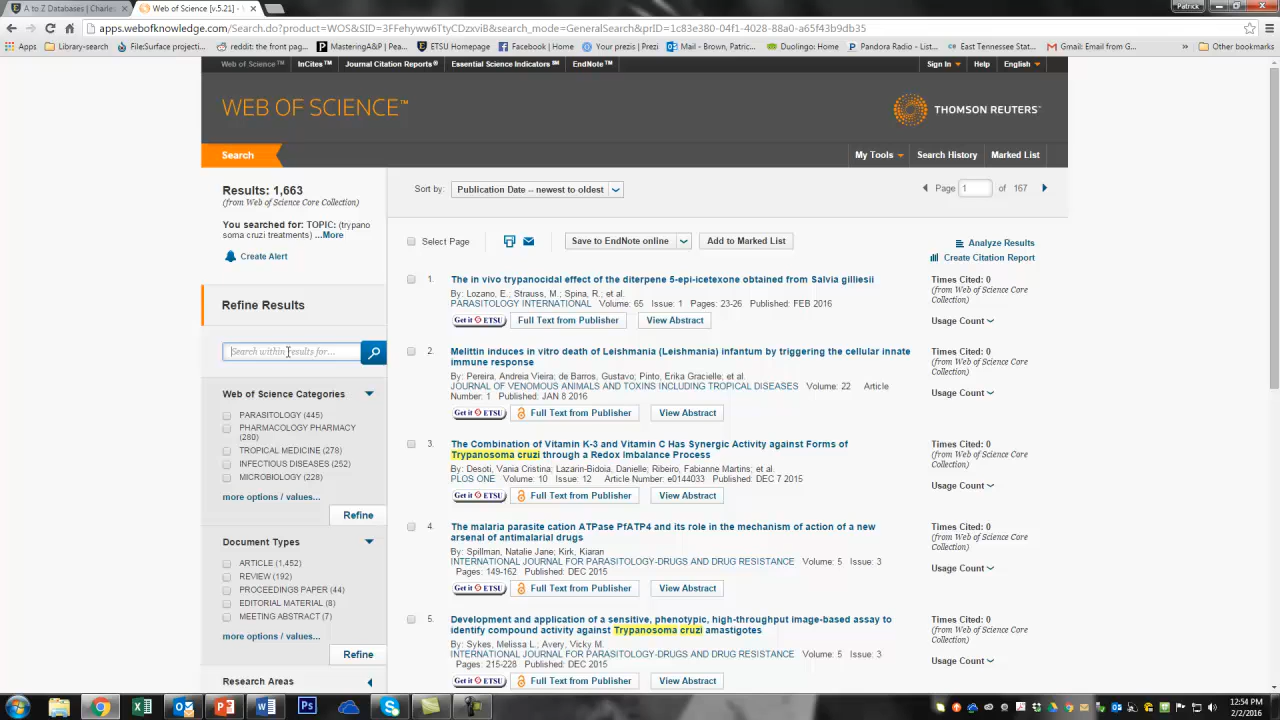 A to Z Databases | Charle
Web of Science [v.5.21] -
Patrick
apps.webofknowledge.com/Search.do?product=WOS&SID=3FFehyww6TtyCDzxviB&search_mode=GeneralSearch&prID=1c83e380-04f1-4028-88a0-a65f43b9db35
Apps
Library-search
FileSurface projectio
reddit: the front pag
MasteringA&P | Pears
ETSU Homepage
Facebook | Home
Your prezis | Prezi
Mail - Brown, Patric
Duolingo: Home
Pandora Radio - List
East Tennessee Stat
Gmail: Email from G
»
Other bookmarks
Web of Science™
InCites™
Journal Citation Reports®
Essential Science Indicators℠
EndNote™
Sign In
Help
English
WEB OF SCIENCE™
THOMSON REUTERS™
Search
My Tools
Search History
Marked List
Results: 1,663
(from Web of Science Core Collection)
You searched for: TOPIC: (trypano
soma cruzi treatments) ...More
Create Alert
Refine Results
Search within results for...
Web of Science Categories
PARASITOLOGY (445)
PHARMACOLOGY PHARMACY
(280)
TROPICAL MEDICINE (278)
INFECTIOUS DISEASES (252)
MICROBIOLOGY (228)
more options / values...
Refine
Document Types
ARTICLE (1,452)
REVIEW (192)
PROCEEDINGS PAPER (44)
EDITORIAL MATERIAL (8)
MEETING ABSTRACT (7)
more options / values...
Refine
Research Areas
Sort by: Publication Date -- newest to oldest
Page 1 of 167
Select Page
Save to EndNote online
Add to Marked List
Analyze Results
Create Citation Report
1. The in vivo trypanocidal effect of the diterpene 5-epi-icetexone obtained from Salvia gilliesii
By: Lozano, E.; Strauss, M.; Spina, R.; et al.
PARASITOLOGY INTERNATIONAL Volume: 65 Issue: 1 Pages: 23-26 Published: FEB 2016
Get it @ ETSU Full Text from Publisher View Abstract
Times Cited: 0
(from Web of Science Core
Collection)
Usage Count
2. Melittin induces in vitro death of Leishmania (Leishmania) infantum by triggering the cellular innate
immune response
By: Pereira, Andreia Vieira; de Barros, Gustavo; Pinto, Erika Gracielle; et al.
JOURNAL OF VENOMOUS ANIMALS AND TOXINS INCLUDING TROPICAL DISEASES Volume: 22 Article
Number: 1 Published: JAN 8 2016
Get it @ ETSU Full Text from Publisher View Abstract
Times Cited: 0
(from Web of Science Core
Collection)
Usage Count
3. The Combination of Vitamin K-3 and Vitamin C Has Synergic Activity against Forms of
Trypanosoma cruzi through a Redox Imbalance Process
By: Desoti, Vania Cristina; Lazarin-Bidoia, Danielle; Ribeiro, Fabianne Martins; et al.
PLOS ONE Volume: 10 Issue: 12 Article Number: e0144033 Published: DEC 7 2015
Get it @ ETSU Full Text from Publisher View Abstract
Times Cited: 0
(from Web of Science Core
Collection)
Usage Count
4. The malaria parasite cation ATPase PfATP4 and its role in the mechanism of action of a new
arsenal of antimalarial drugs
By: Spillman, Natalie Jane; Kirk, Kiaran
INTERNATIONAL JOURNAL FOR PARASITOLOGY-DRUGS AND DRUG RESISTANCE Volume: 5 Issue: 3
Pages: 149-162 Published: DEC 2015
Get it @ ETSU Full Text from Publisher View Abstract
Times Cited: 0
(from Web of Science Core
Collection)
Usage Count
5. Development and application of a sensitive, phenotypic, high-throughput image-based assay to
identify compound activity against Trypanosoma cruzi amastigotes
By: Sykes, Melissa L.; Avery, Vicky M.
INTERNATIONAL JOURNAL FOR PARASITOLOGY-DRUGS AND DRUG RESISTANCE Volume: 5 Issue: 3
Pages: 215-228 Published: DEC 2015
Get it @ ETSU Full Text from Publisher View Abstract
Times Cited: 0
(from Web of Science Core
Collection)
Usage Count
12:54 PM
2/2/2016